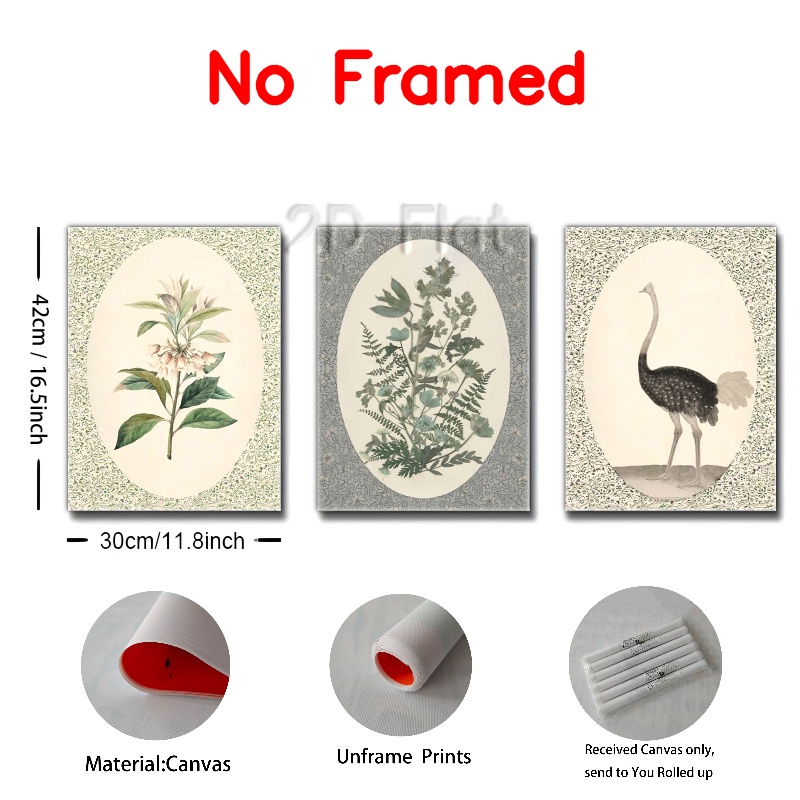 No Framed
2D Flat
42cm / 16.5inch
30cm/11.8inch
Material:Canvas
Unframe Prints
Received Canvas only,
send to You Rolled up